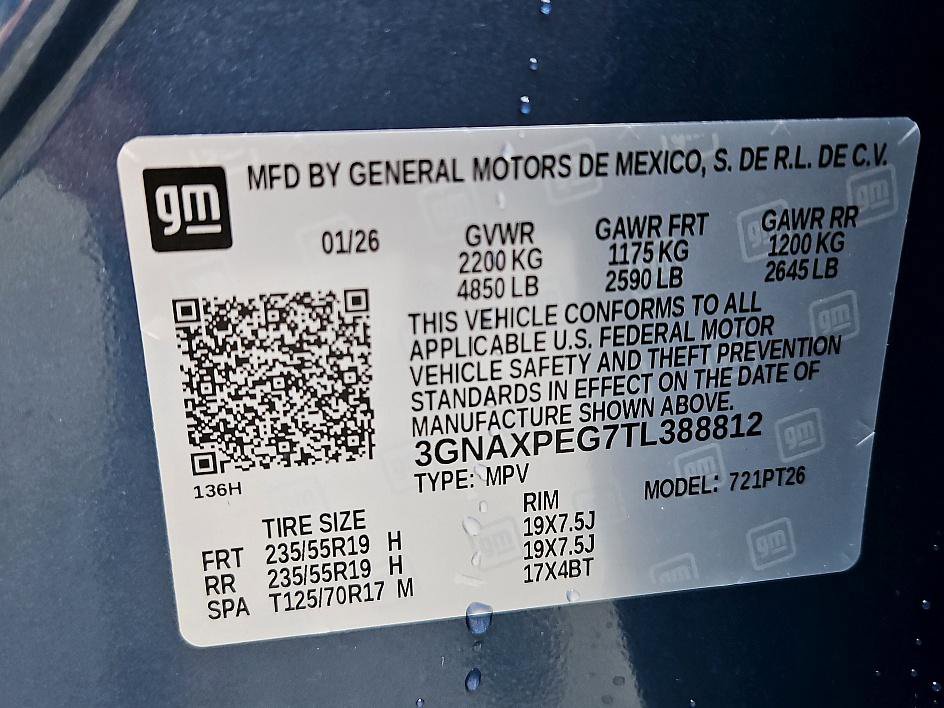 gm
MFD BY GENERAL MOTORS DE MEXICO, S. DE R.L. DE C.V.
01/26
GVWR GAWR FRT GAWR RR
2200 KG 1175 KG 1200 KG
4850 LB 2590 LB 2645 LB
THIS VEHICLE CONFORMS TO ALL
APPLICABLE U.S. FEDERAL MOTOR
VEHICLE SAFETY AND THEFT PREVENTION
STANDARDS IN EFFECT ON THE DATE OF
MANUFACTURE SHOWN ABOVE.
3GNAXPEG7TL388812
136H
TYPE: MPV MODEL: 721PT26
TIRE SIZE RIM
FRT 235/55R19 H 19X7.5J
RR 235/55R19 H 19X7.5J
SPA T125/70R17 M 17X4BT